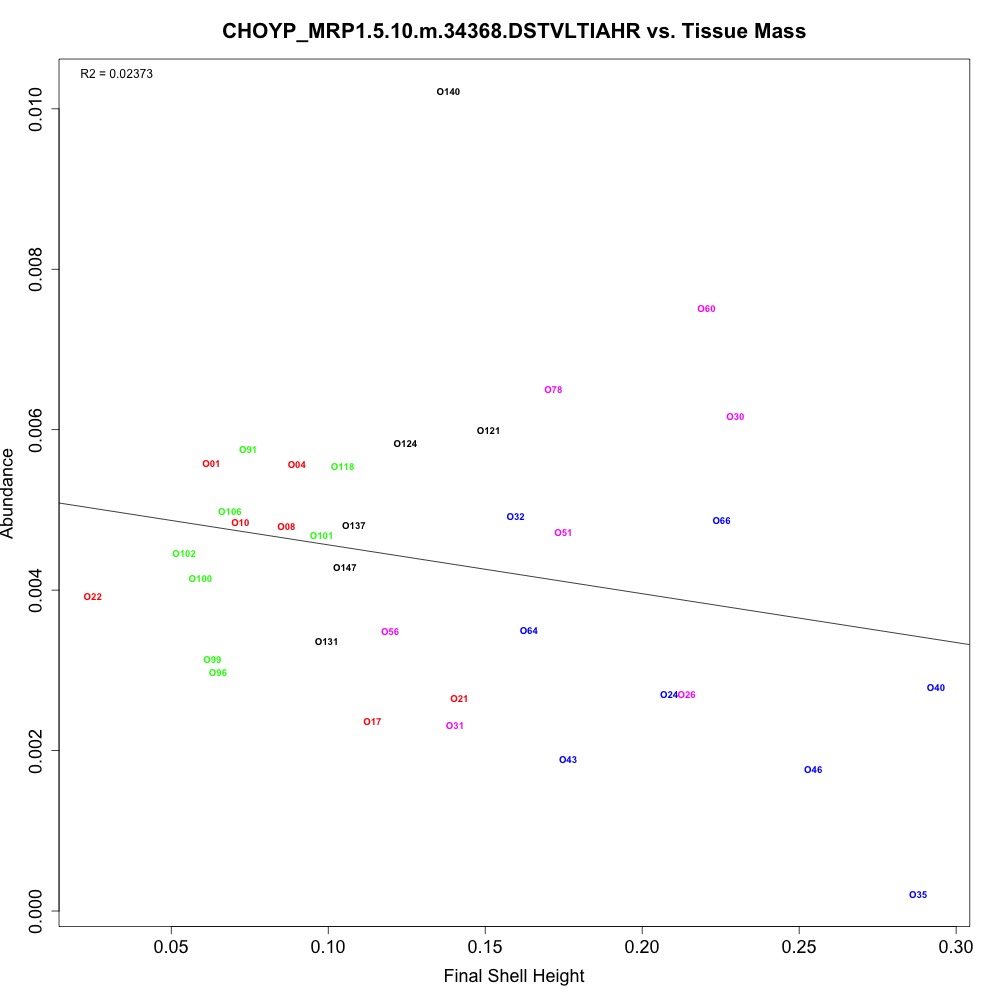 CHOYP_MRP1.5.10.m.34368.DSTVLTIAHR vs. Tissue Mass
R2 = 0.02373
O140
O60
O78
O30
O121
O124
O91
O01
O04
O118
O106
O32
O66
O10
O08
O137
O51
O101
O102
O147
O100
O22
O56
O64
O131
O99
O96
O40
O24
O26
O21
O17
O31
O43
O46
O35
0.010
0.008
0.006
0.004
0.002
0.000
Abundance
0.05 0.10 0.15 0.20 0.25 0.30
Final Shell Height